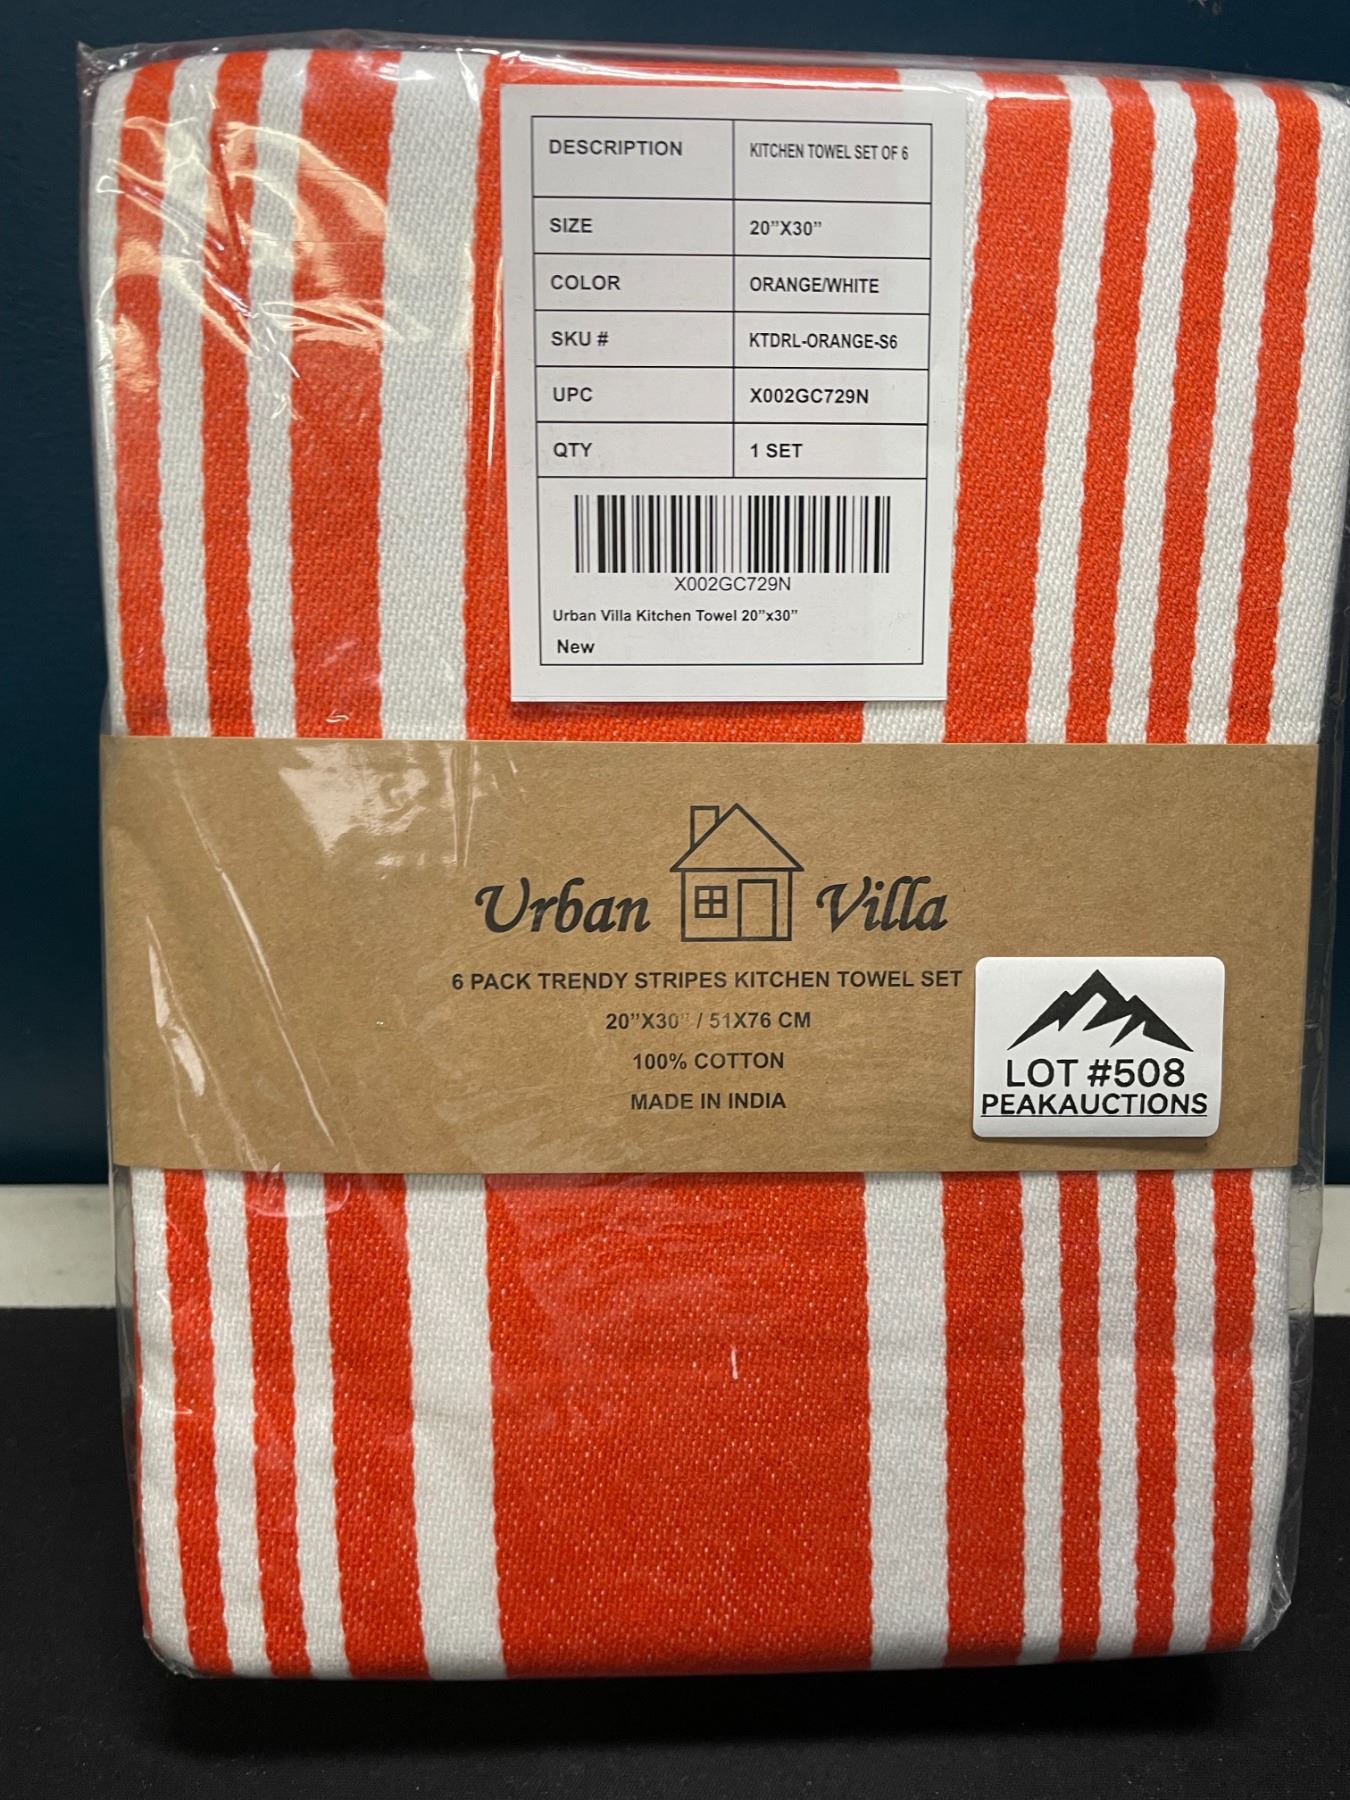 DESCRIPTION KITCHEN TOWEL SET OF 6
SIZE 20”X30”
COLOR ORANGE/WHITE
SKU # KTDRL-ORANGE-S6
UPC X002GC729N
QTY 1 SET
X002GC729N
Urban Villa Kitchen Towel 20”x30”
New
Urban Villa
6 PACK TRENDY STRIPES KITCHEN TOWEL SET
20”X30” / 51X76 CM
100% COTTON
MADE IN INDIA
LOT #508
PEAKAUCTIONS